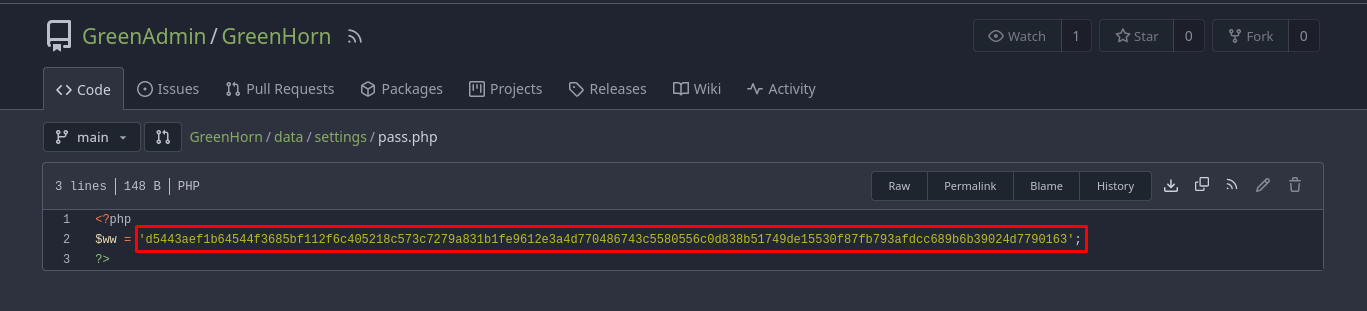 GreenAdmin / GreenHorn
Watch 1 Star 0 Fork 0
Code Issues Pull Requests Packages Projects Releases Wiki Activity
main GreenHorn / data / settings / pass.php
3 lines 148 B PHP Raw Permalink Blame History
1 <?php
2 $ww = 'd5443aef1b64544f3685bf112f6c405218c573c7279a831b1fe9612e3a4d770486743c5580556c0d838b51749de15530f87fb793afdcc689b6b39024d7790163';
3 ?>